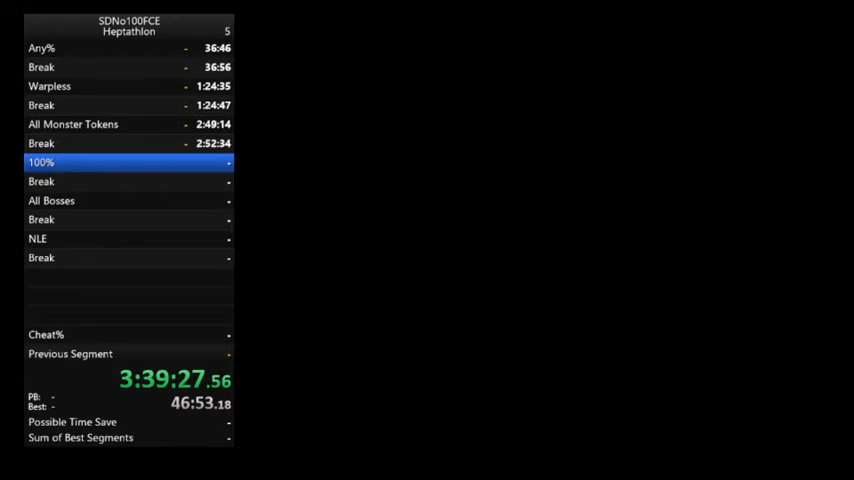 SDNo100FCE
Heptathlon 5
Any% - 36:46
Break - 36:56
Warpless - 1:24:35
Break - 1:24:47
All Monster Tokens - 2:49:14
Break - 2:52:34
100% -
Break -
All Bosses -
Break -
NLE -
Break -
Cheat% -
Previous Segment -
3:39:27.56
PB: -
Best: - 46:53.18
Possible Time Save -
Sum of Best Segments -